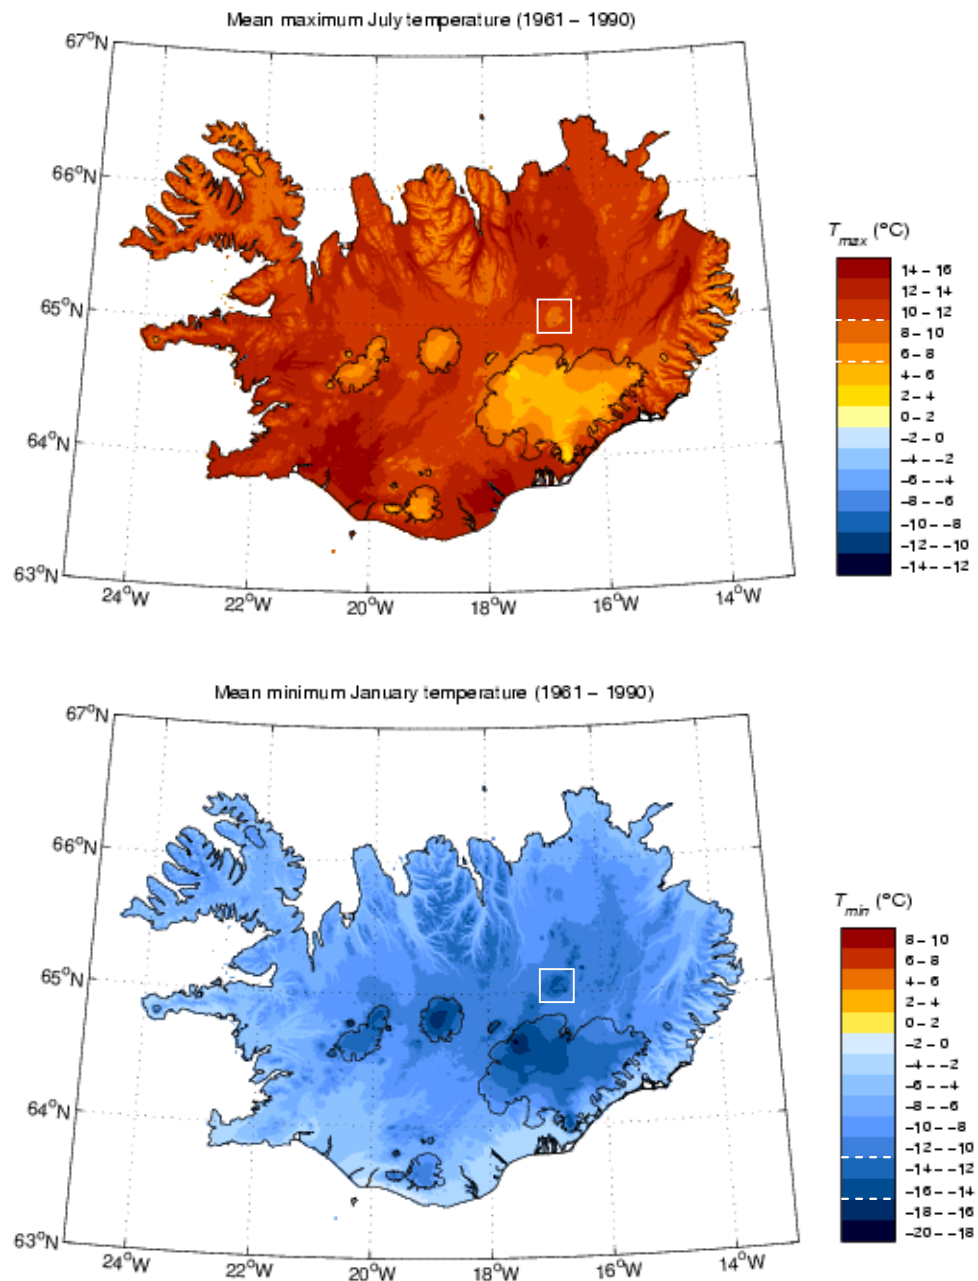 Mean maximum July temperature (1961 – 1990)
67°N
66°N
65°N
64°N
63°N
24°W
22°W
20°W
18°W
16°W
14°W
Tmax (°C)
14 – 16
12 – 14
10 – 12
8 – 10
6 – 8
4 – 6
2 – 4
0 – 2
–2 – 0
–4 – –2
–6 – –4
–8 – –6
–10 – –8
–12 – –10
–14 – –12
Mean minimum January temperature (1961 – 1990)
67°N
66°N
65°N
64°N
63°N
24°W
22°W
20°W
18°W
16°W
14°W
Tmin (°C)
8 – 10
6 – 8
4 – 6
2 – 4
0 – 2
–2 – 0
–4 – –2
–6 – –4
–8 – –6
–10 – –8
–12 – –10
–14 – –12
–16 – –14
–18 – –16
–20 – –18